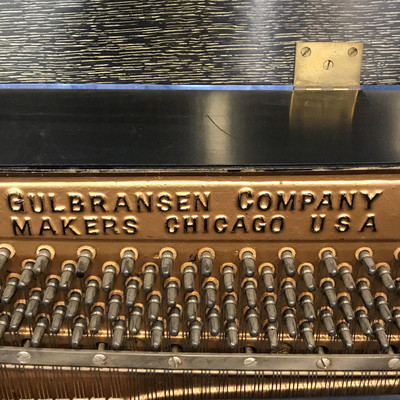 GULBRANSEN COMPANY
MAKERS CHICAGO USA